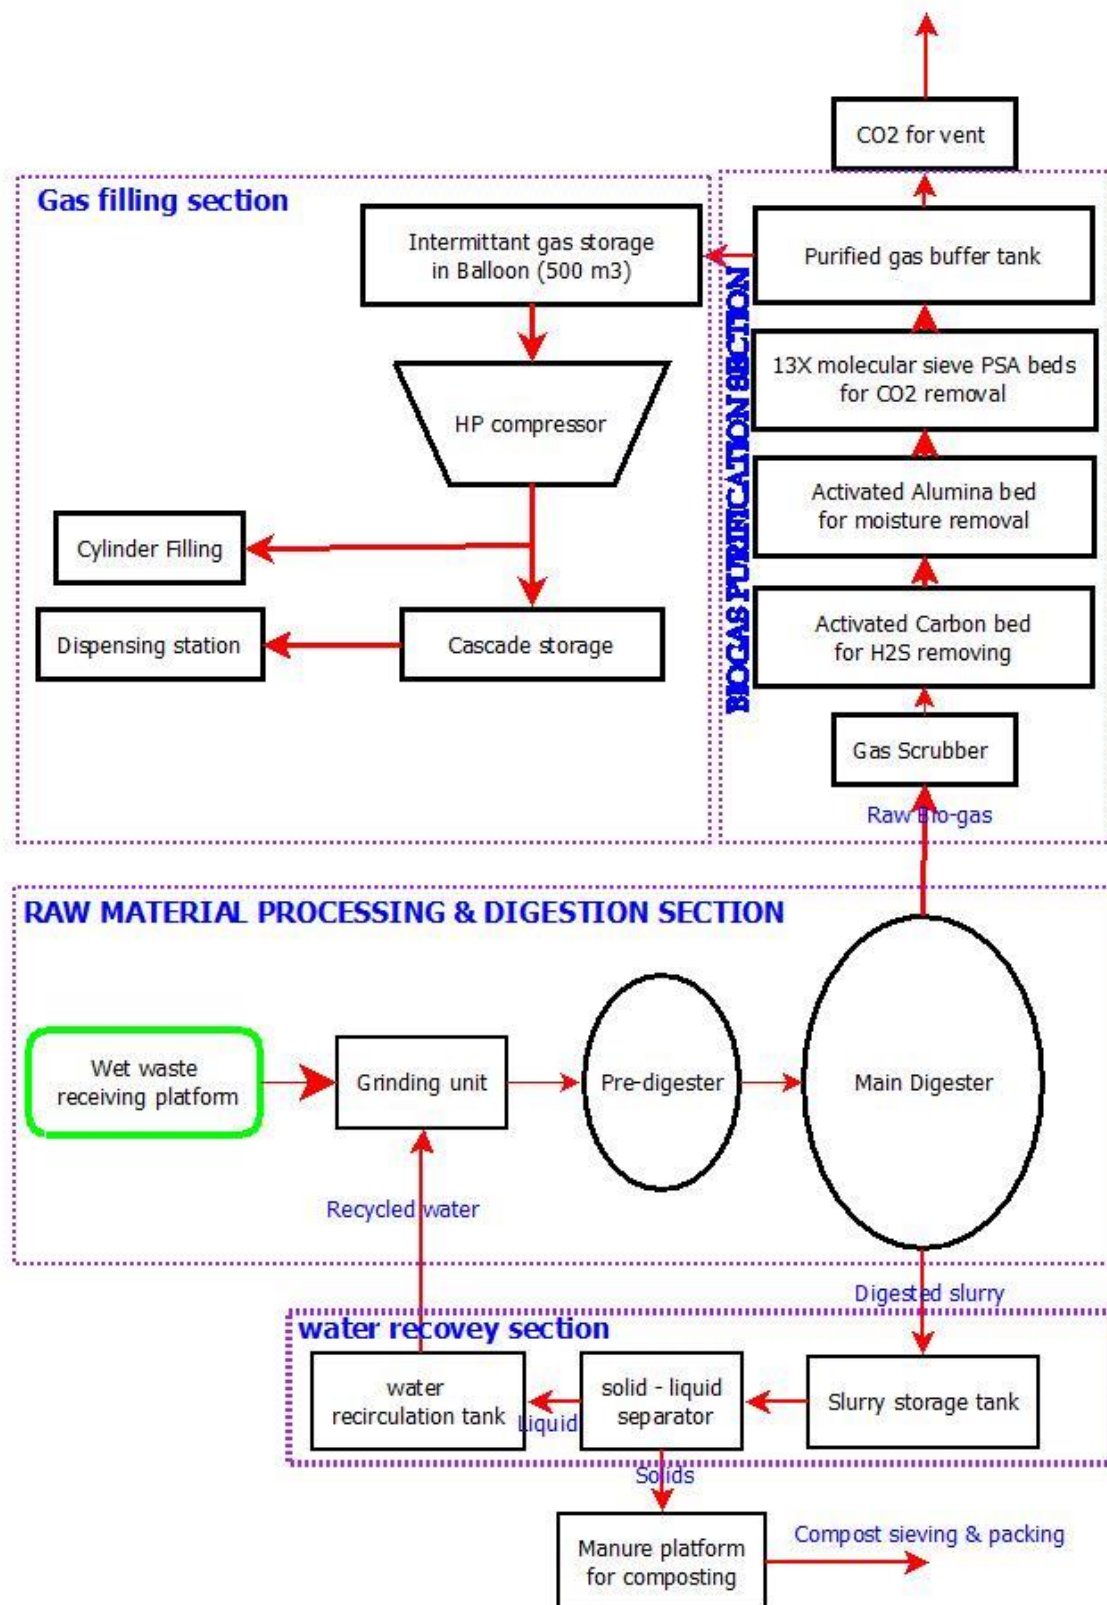 CO2 for vent
Gas filling section
Intermittant gas storage
in Balloon (500 m3)
HP compressor
Cylinder Filling
Dispensing station
Cascade storage
BIOGAS PURIFICATION SECTION
Purified gas buffer tank
13X molecular sieve PSA beds
for CO2 removal
Activated Alumina bed
for moisture removal
Activated Carbon bed
for H2S removing
Gas Scrubber
Raw Bio-gas
RAW MATERIAL PROCESSING & DIGESTION SECTION
Wet waste
receiving platform
Grinding unit
Pre-digester
Main Digester
Recycled water
Digested slurry
water recovey section
water
recirculation tank
Liquid
solid - liquid
separator
Slurry storage tank
Solids
Manure platform
for composting
Compost sieving & packing